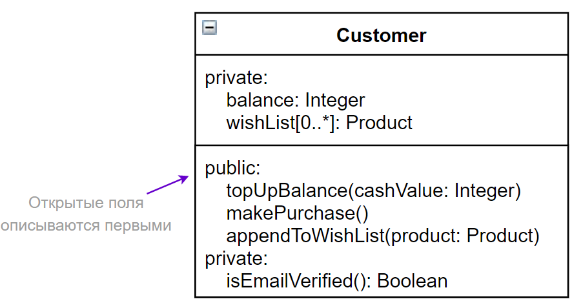 Customer
private:
balance: Integer
wishList[0..*]: Product
public:
topUpBalance(cashValue: Integer)
makePurchase()
appendToWishList(product: Product)
private:
isEmailVerified(): Boolean
Открытые поля
описываются первыми